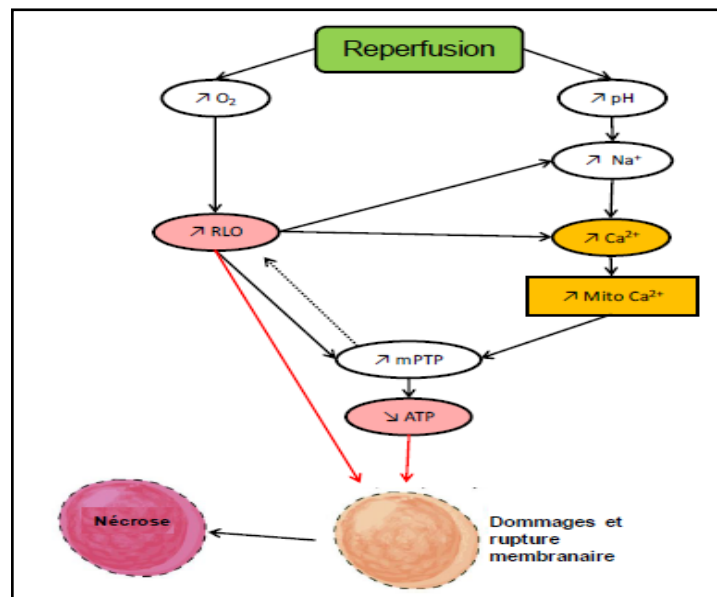 Reperfusion
↗ O₂
↗ pH
↗ Na⁺
↗ RLO
↗ Ca²⁺
↗ Mito Ca²⁺
↗ mPTP
↘ ATP
Nécrose
Dommages et
rupture
membranaire